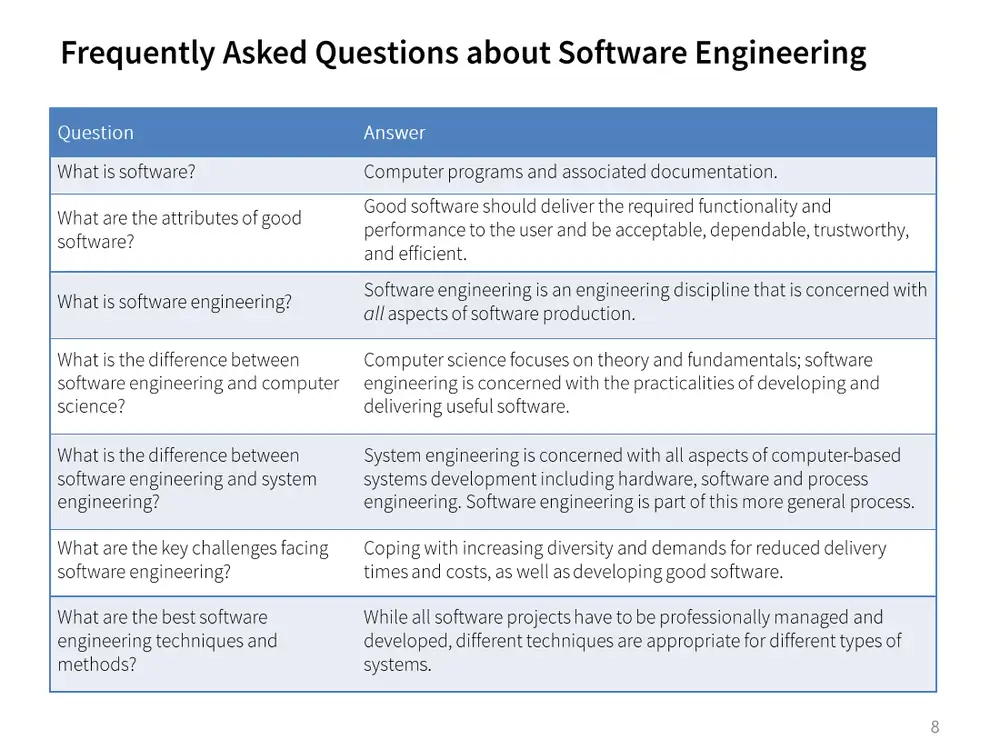 Frequently Asked Questions about Software Engineering
Question
Answer
What is software?
Computer programs and associated documentation.
What are the attributes of good
software?
Good software should deliver the required functionality and
performance to the user and be acceptable, dependable, trustworthy,
and efficient.
What is software engineering?
Software engineering is an engineering discipline that is concerned with
all aspects of software production.
What is the difference between
software engineering and computer
science?
Computer science focuses on theory and fundamentals; software
engineering is concerned with the practicalities of developing and
delivering useful software.
What is the difference between
software engineering and system
engineering?
System engineering is concerned with all aspects of computer-based
systems development including hardware, software and process
engineering. Software engineering is part of this more general process.
What are the key challenges facing
software engineering?
Coping with increasing diversity and demands for reduced delivery
times and costs, as well as developing good software.
What are the best software
engineering techniques and
methods?
While all software projects have to be professionally managed and
developed, different techniques are appropriate for different types of
systems.
8